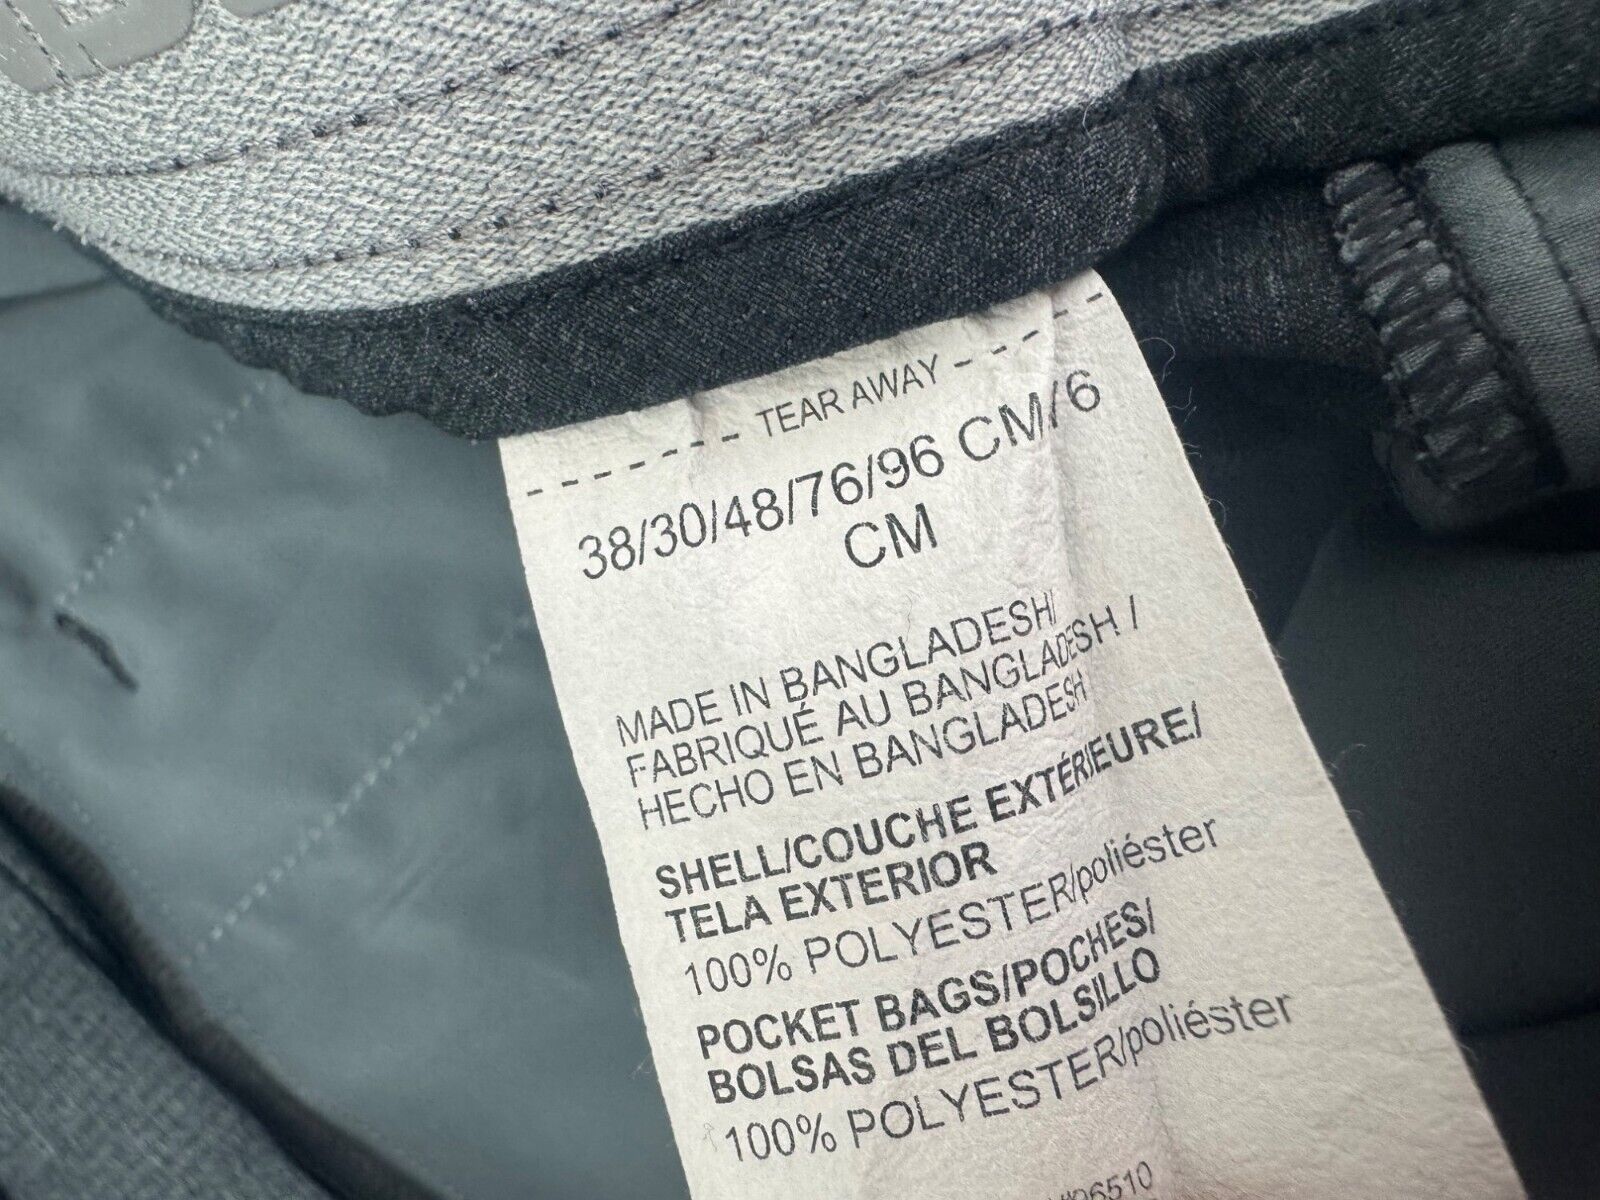 - - - - - - - TEAR AWAY - - - - - -
38/30/48/76/96 CM/6
CM
MADE IN BANGLADESH/
FABRIQUÉ AU BANGLADESH /
HECHO EN BANGLADESH
SHELL/COUCHE EXTÉRIEURE/
TELA EXTERIOR
100% POLYESTER/poliéster
POCKET BAGS/POCHES/
BOLSAS DEL BOLSILLO
100% POLYESTER/poliéster